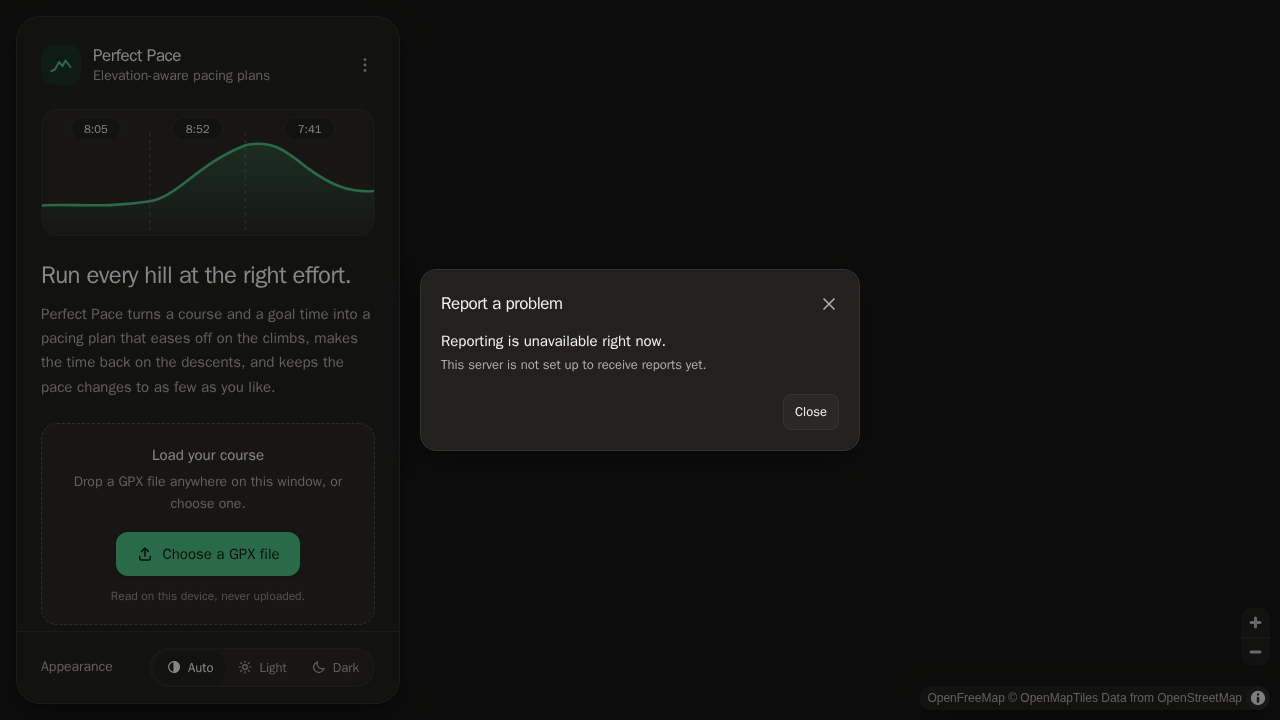 Perfect Pace
Elevation-aware pacing plans
8:05
8:52
7:41
Run every hill at the right effort.
Perfect Pace turns a course and a goal time into a
pacing plan that eases off on the climbs, makes
the time back on the descents, and keeps the
pace changes to as few as you like.
Load your course
Drop a GPX file anywhere on this window, or
choose one.
Choose a GPX file
Read on this device, never uploaded.
Appearance
Auto
Light
Dark
Report a problem
Reporting is unavailable right now.
This server is not set up to receive reports yet.
Close
OpenFreeMap © OpenMapTiles Data from OpenStreetMap